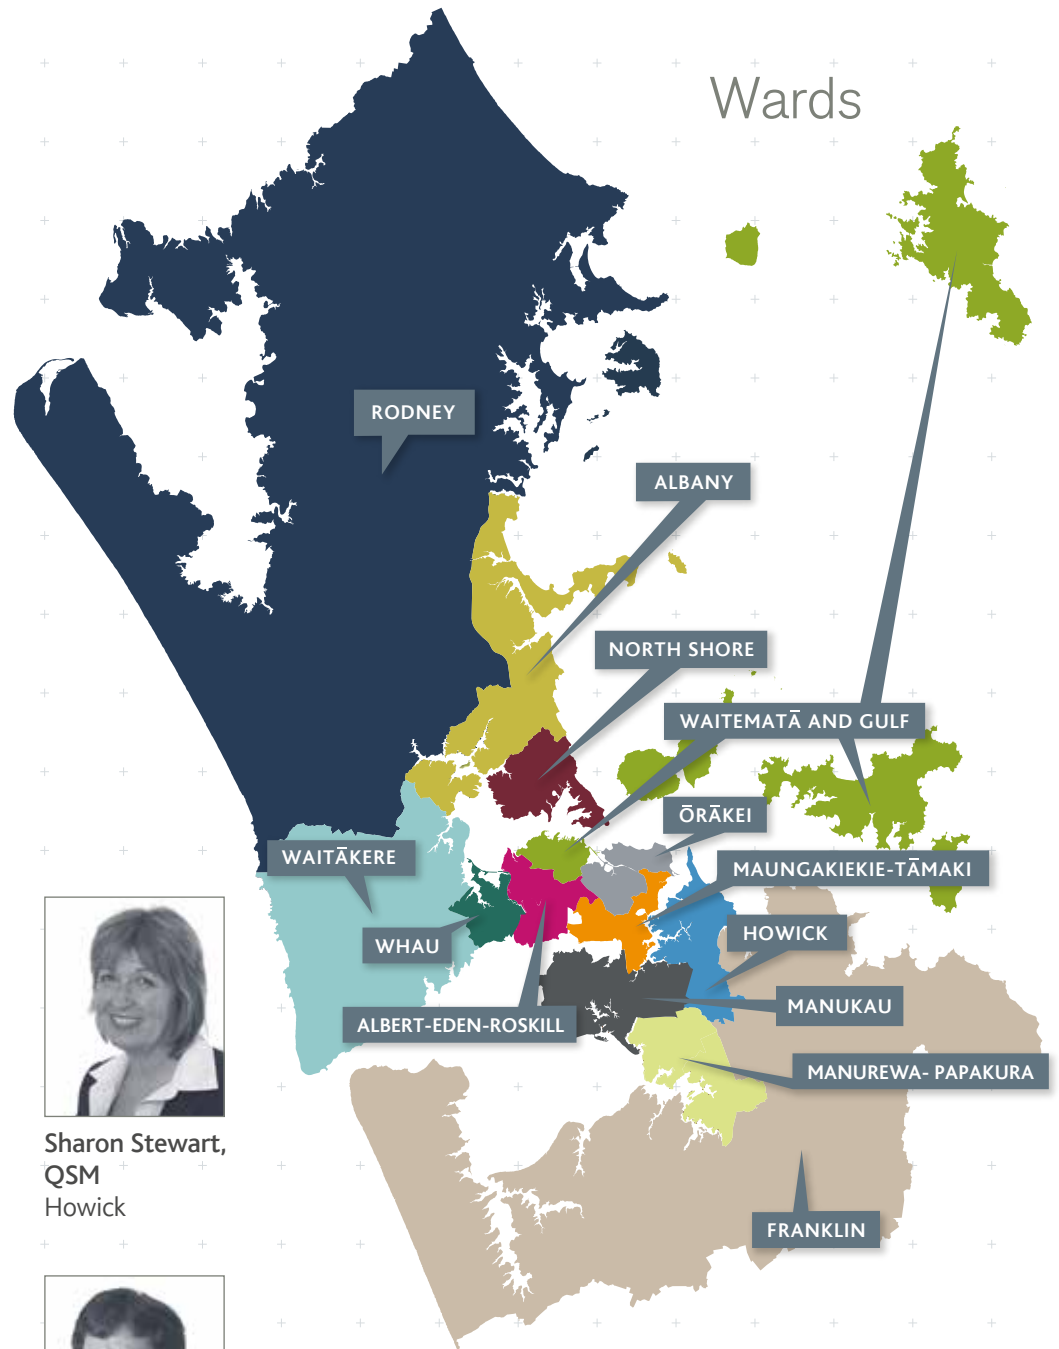 Wards
RODNEY
ALBANY
NORTH SHORE
WAITEMATĀ AND GULF
ŌRĀKEI
WAITĀKERE
MAUNGAKIEKIE-TĀMAKI
HOWICK
WHAU
MANUKAU
ALBERT-EDEN-ROSKILL
MANUREWA- PAPAKURA
FRANKLIN
Sharon Stewart,
QSM
Howick